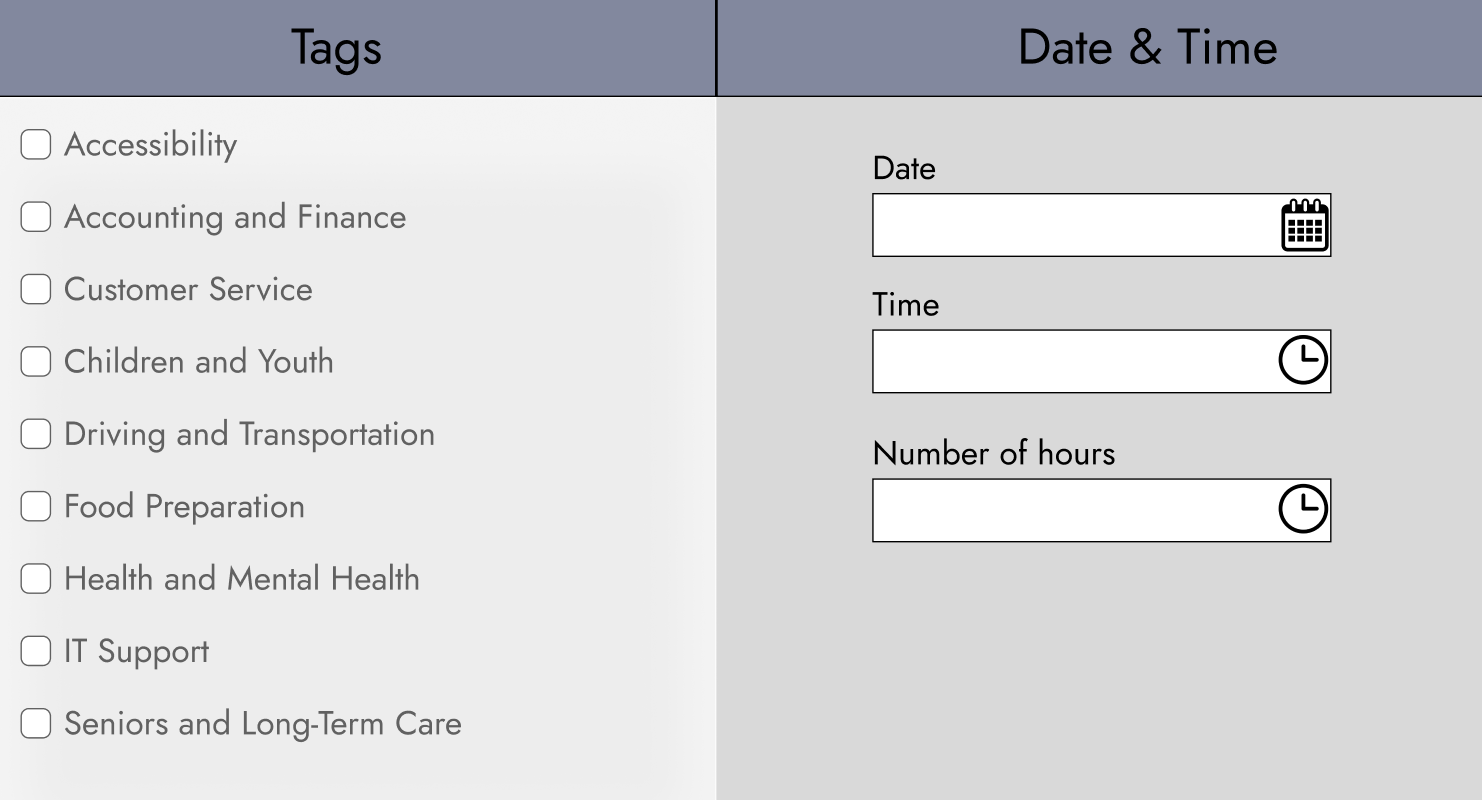 Tags
Accessibility
Accounting and Finance
Customer Service
Children and Youth
Driving and Transportation
Food Preparation
Health and Mental Health
IT Support
Seniors and Long-Term Care
Date & Time
Date
Time
Number of hours